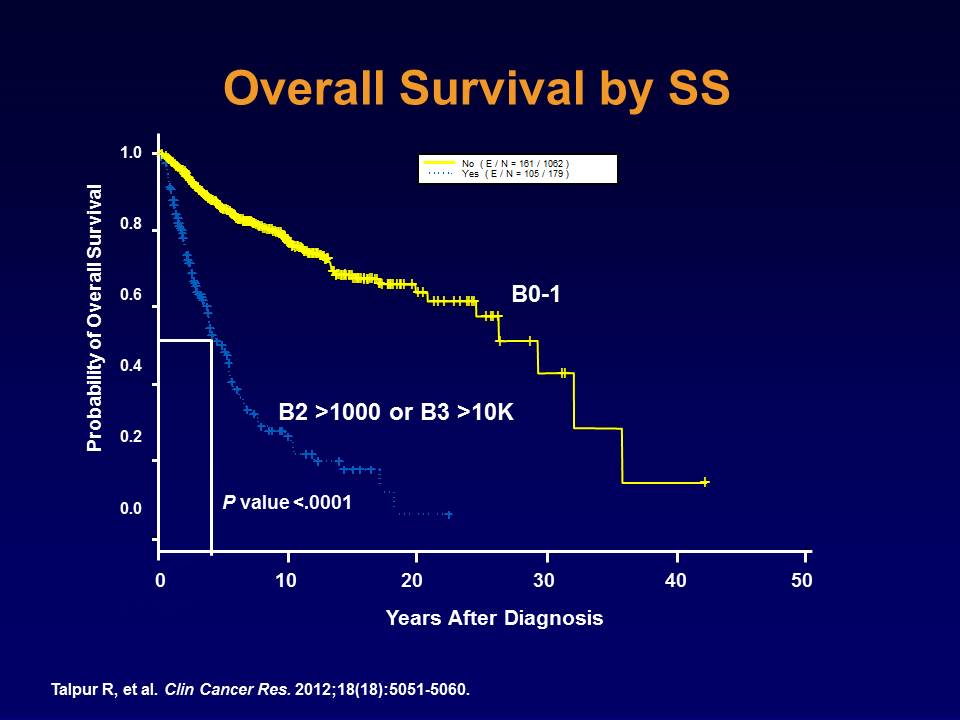 Overall Survival by SS
1.0
0.8
0.6
0.4
0.2
0.0
Probability of Overall Survival
No ( E / N = 161 / 1062 )
Yes ( E / N = 105 / 179 )
B0-1
B2 >1000 or B3 >10K
P value <.0001
0 10 20 30 40 50
Years After Diagnosis
Talpur R, et al. Clin Cancer Res. 2012;18(18):5051-5060.